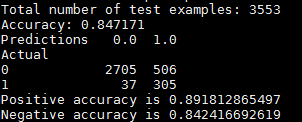 Total number of test examples: 3553
Accuracy: 0.847171
Predictions 0.0 1.0
Actual
0 2705 506
1 37 305
Positive accuracy is 0.891812865497
Negative accuracy is 0.842416692619